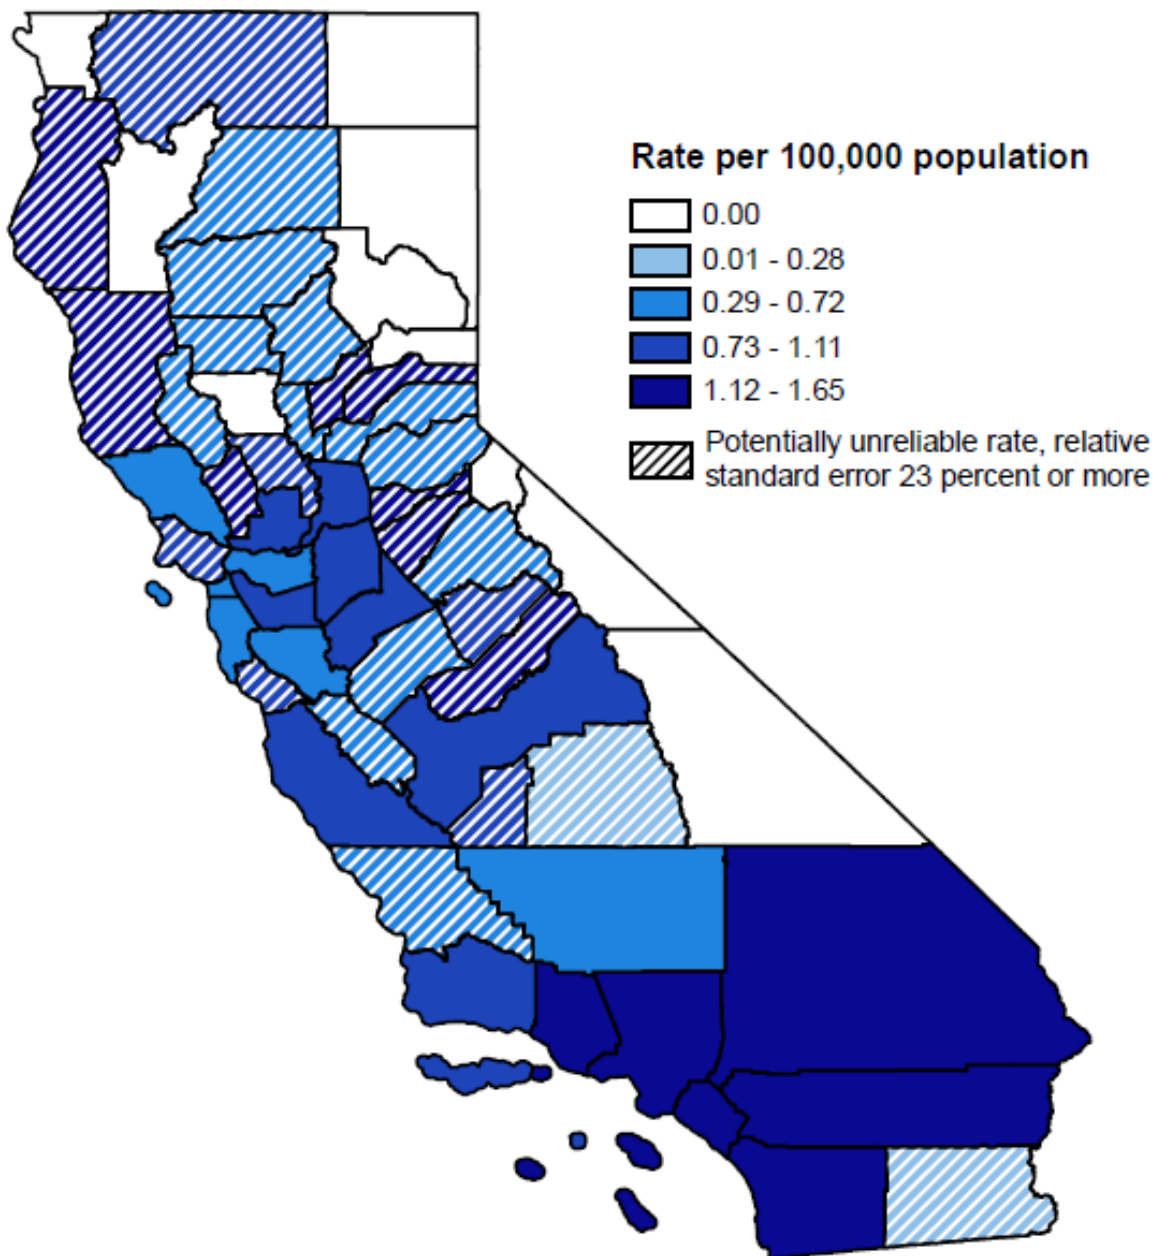 Rate per 100,000 population
0.00
0.01 - 0.28
0.29 - 0.72
0.73 - 1.11
1.12 - 1.65
Potentially unreliable rate, relative
standard error 23 percent or more